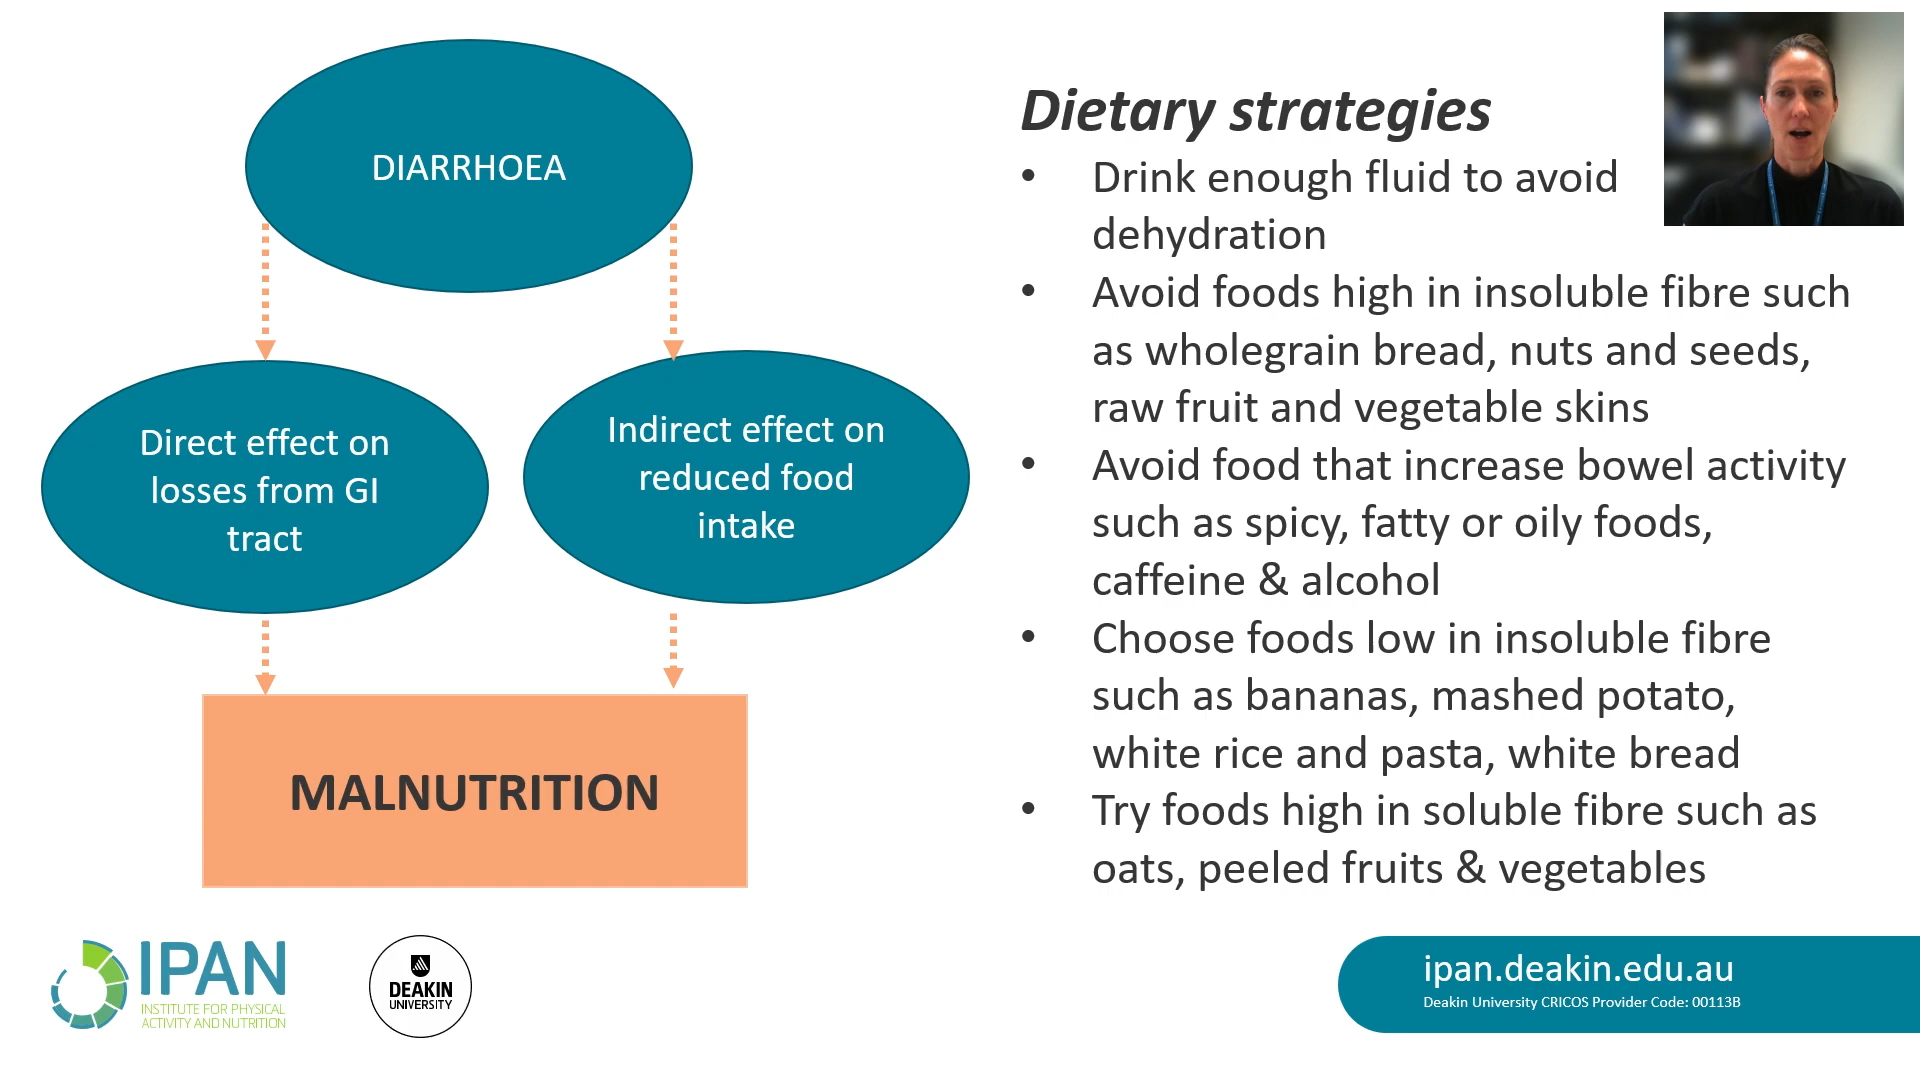 DIARRHOEA
Direct effect on
losses from GI
tract
Indirect effect on
reduced food
intake
MALNUTRITION
Dietary strategies
• Drink enough fluid to avoid
dehydration
• Avoid foods high in insoluble fibre such
as wholegrain bread, nuts and seeds,
raw fruit and vegetable skins
• Avoid food that increase bowel activity
such as spicy, fatty or oily foods,
caffeine & alcohol
• Choose foods low in insoluble fibre
such as bananas, mashed potato,
white rice and pasta, white bread
• Try foods high in soluble fibre such as
oats, peeled fruits & vegetables
IPAN
INSTITUTE FOR PHYSICAL
ACTIVITY AND NUTRITION
DEAKIN
UNIVERSITY
ipan.deakin.edu.au
Deakin University CRICOS Provider Code: 00113B